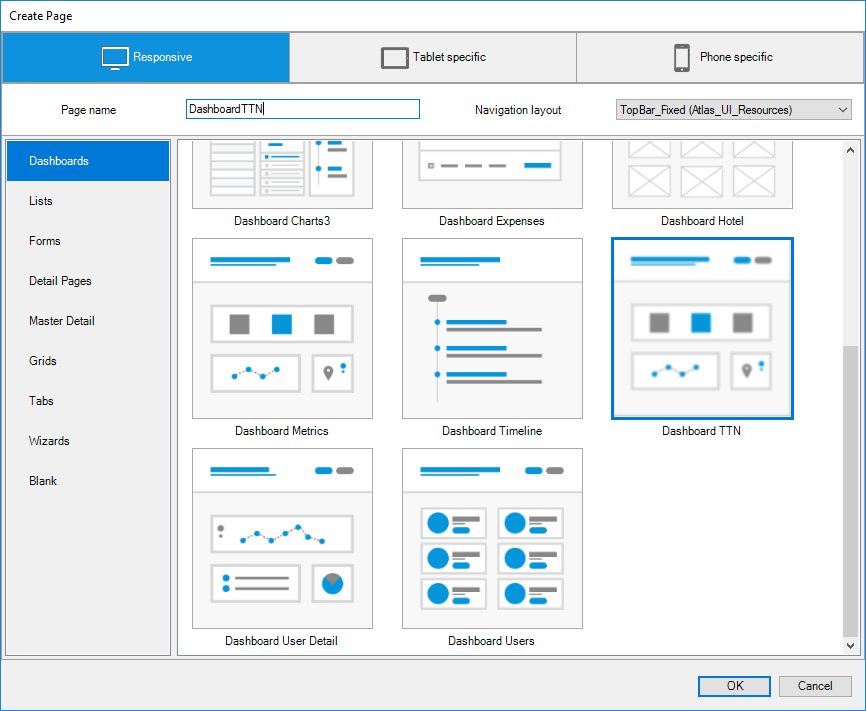 Create Page
Responsive
Tablet specific
Phone specific
Page name
DashboardTTN
Navigation layout
TopBar_Fixed (Atlas_UI_Resources)
Dashboards
Lists
Forms
Detail Pages
Master Detail
Grids
Tabs
Wizards
Blank
Dashboard Charts3
Dashboard Expenses
Dashboard Hotel
Dashboard Metrics
Dashboard Timeline
Dashboard TTN
Dashboard User Detail
Dashboard Users
OK
Cancel